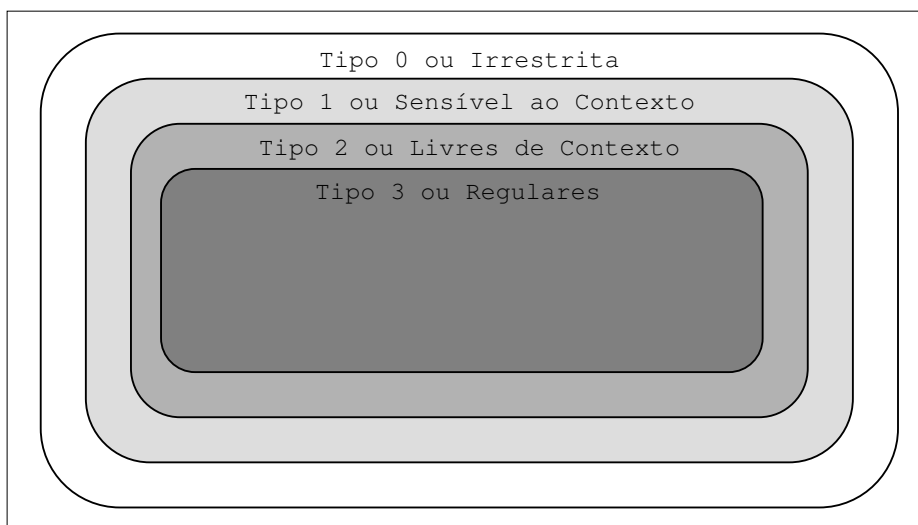 Tipo 0 ou Irrestrita
Tipo 1 ou Sensível ao Contexto
Tipo 2 ou Livres de Contexto
Tipo 3 ou Regulares